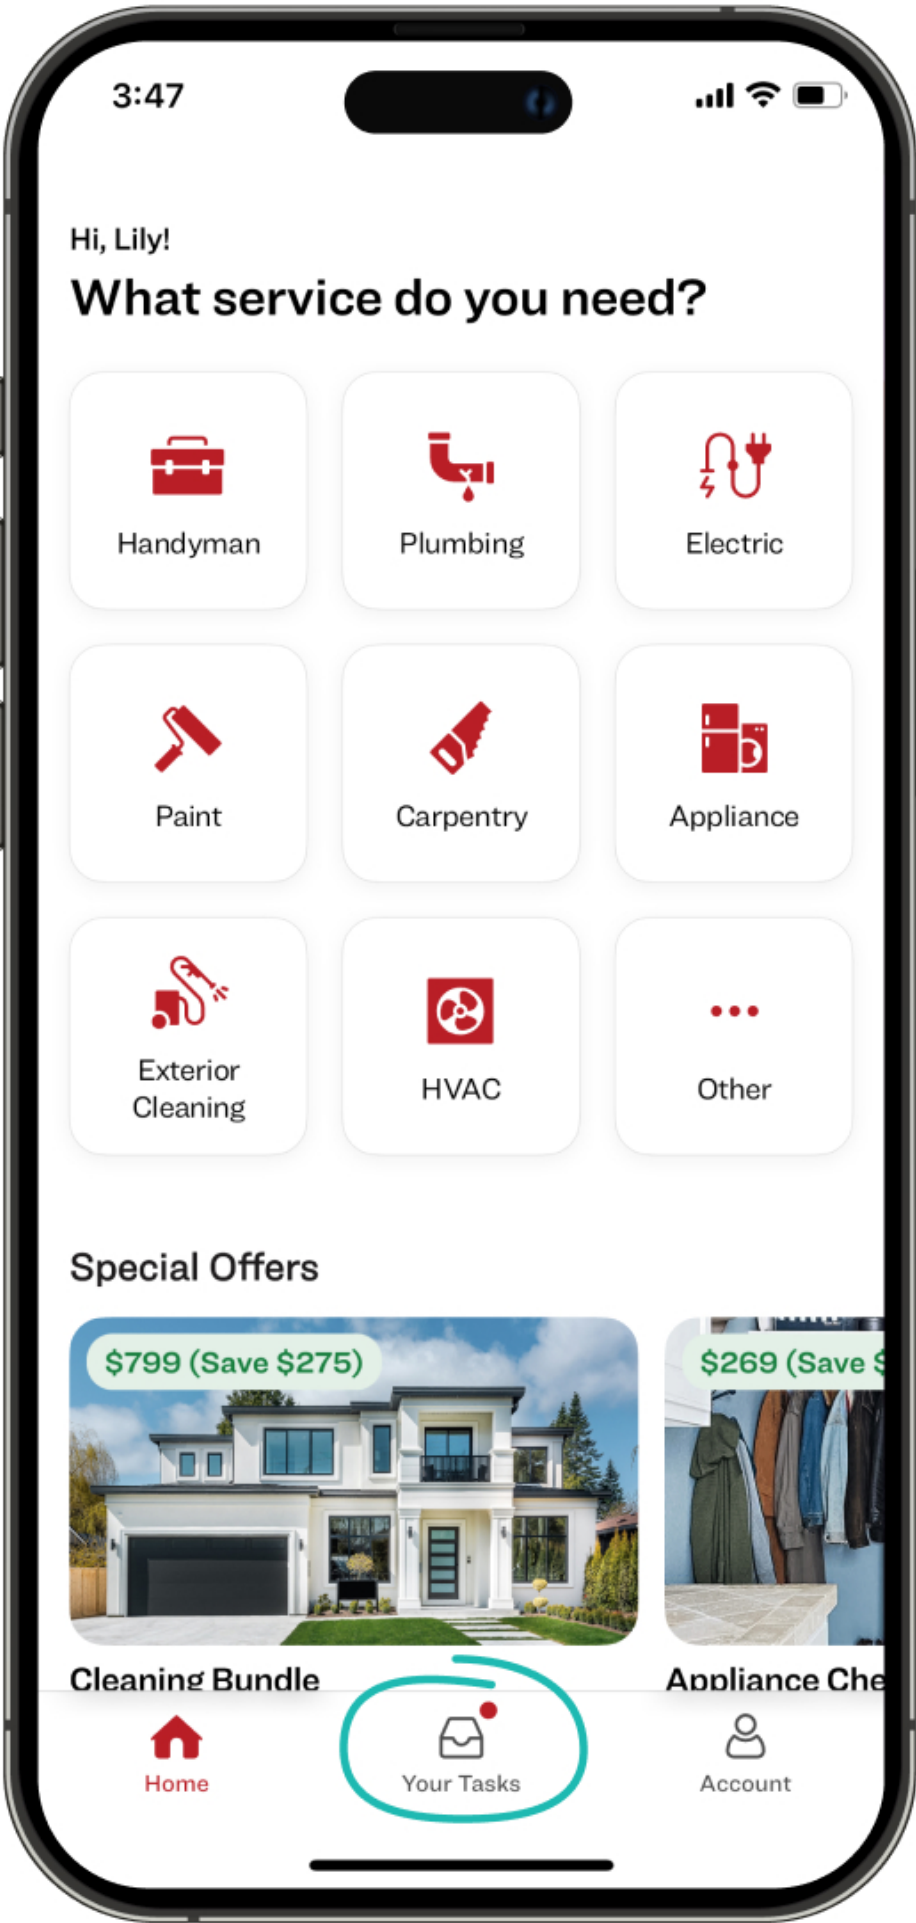 3:47
Hi, Lily!
What service do you need?
Handyman
Plumbing
Electric
Paint
Carpentry
Appliance
Exterior
Cleaning
HVAC
Other
Special Offers
$799 (Save $275)
$269 (Save $
Cleaning Bundle
Appliance Che
Home
Your Tasks
Account